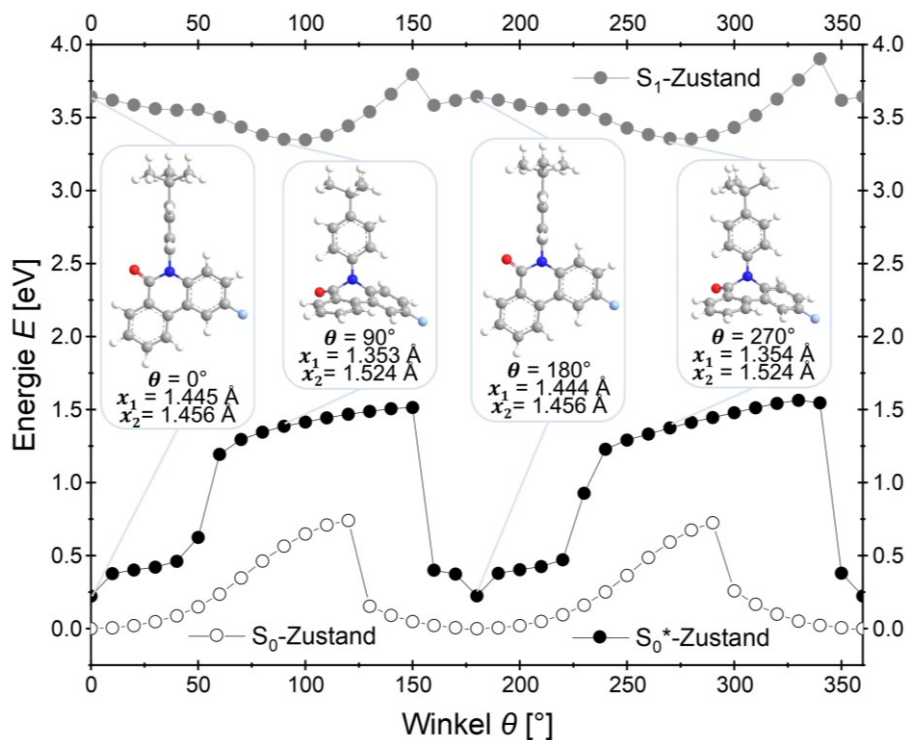 0 50 100 150 200 250 300 350
4.0 4.0
S₁-Zustand
3.5 3.5
3.0 3.0
2.5 2.5
2.0 2.0
1.5 1.5
1.0 1.0
0.5 0.5
0.0 0.0
Energie E [eV]
θ = 0°
x₁ = 1.445 Å
x₂= 1.456 Å
θ = 90°
x₁ = 1.353 Å
x₂= 1.524 Å
θ = 180°
x₁ = 1.444 Å
x₂= 1.456 Å
θ = 270°
x₁ = 1.354 Å
x₂= 1.524 Å
S₀-Zustand
S₀*-Zustand
0 50 100 150 200 250 300 350
Winkel θ [°]